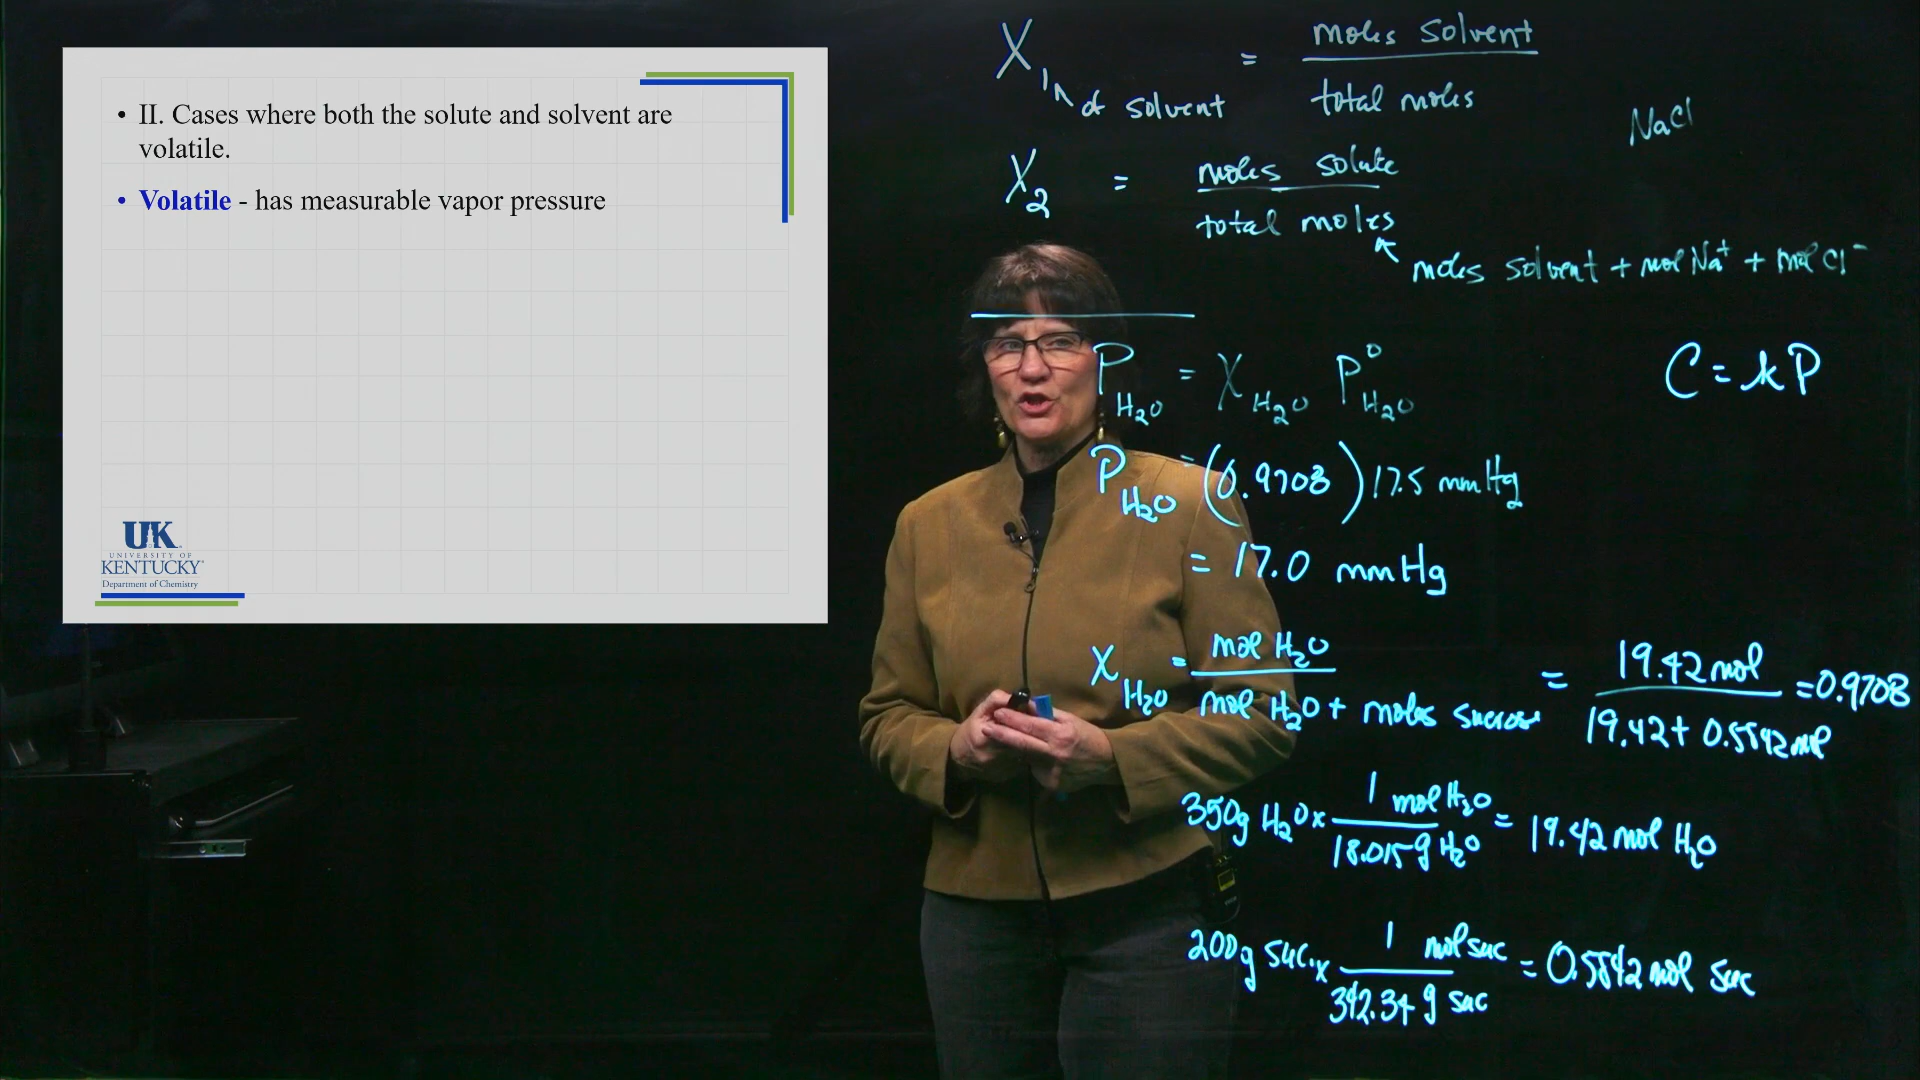 • II. Cases where both the solute and solvent are
volatile.
• Volatile - has measurable vapor pressure
UK
UNIVERSITY OF
KENTUCKY
Department of Chemistry
X₁ of solvent = moles solvent / total moles
NaCl
X₂ = moles solute / total moles
moles solvent + mol Na⁺ + mol Cl⁻
P H₂O = X H₂O P° H₂O
C = kP
P H₂O = (0.9708) 17.5 mmHg
= 17.0 mmHg
X H₂O = mol H₂O / mol H₂O + moles sucrose = 19.42 mol / 19.42 + 0.5842 mol = 0.9708
350g H₂O x 1 mol H₂O / 18.015 g H₂O = 19.42 mol H₂O
200g suc. x 1 mol suc / 342.34 g suc = 0.5842 mol suc